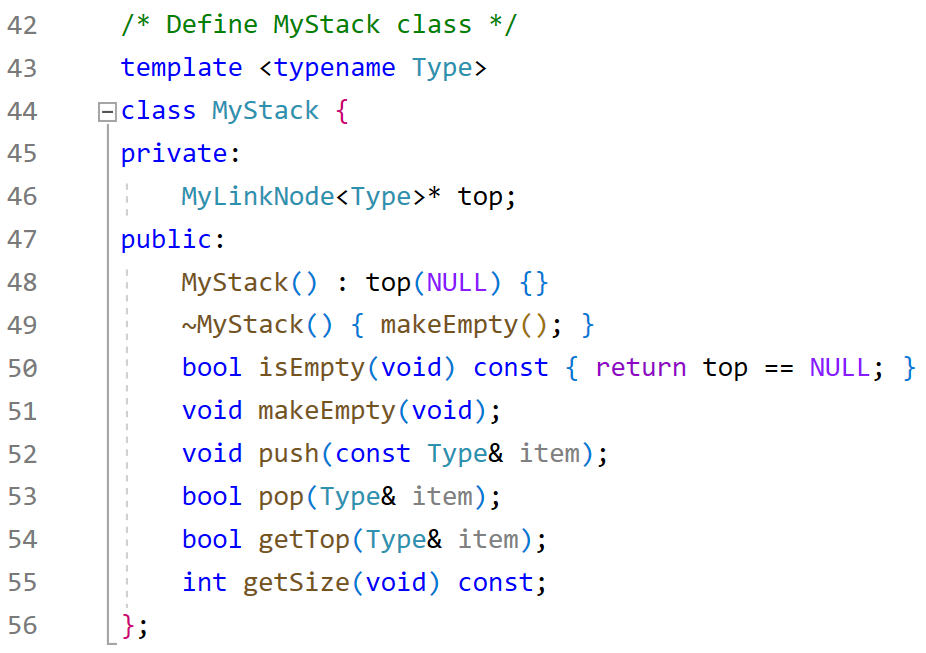 42 /* Define MyStack class */
43 template <typename Type>
44 class MyStack {
45 private:
46     MyLinkNode<Type>* top;
47 public:
48     MyStack() : top(NULL) {}
49     ~MyStack() { makeEmpty(); }
50     bool isEmpty(void) const { return top == NULL; }
51     void makeEmpty(void);
52     void push(const Type& item);
53     bool pop(Type& item);
54     bool getTop(Type& item);
55     int getSize(void) const;
56 };